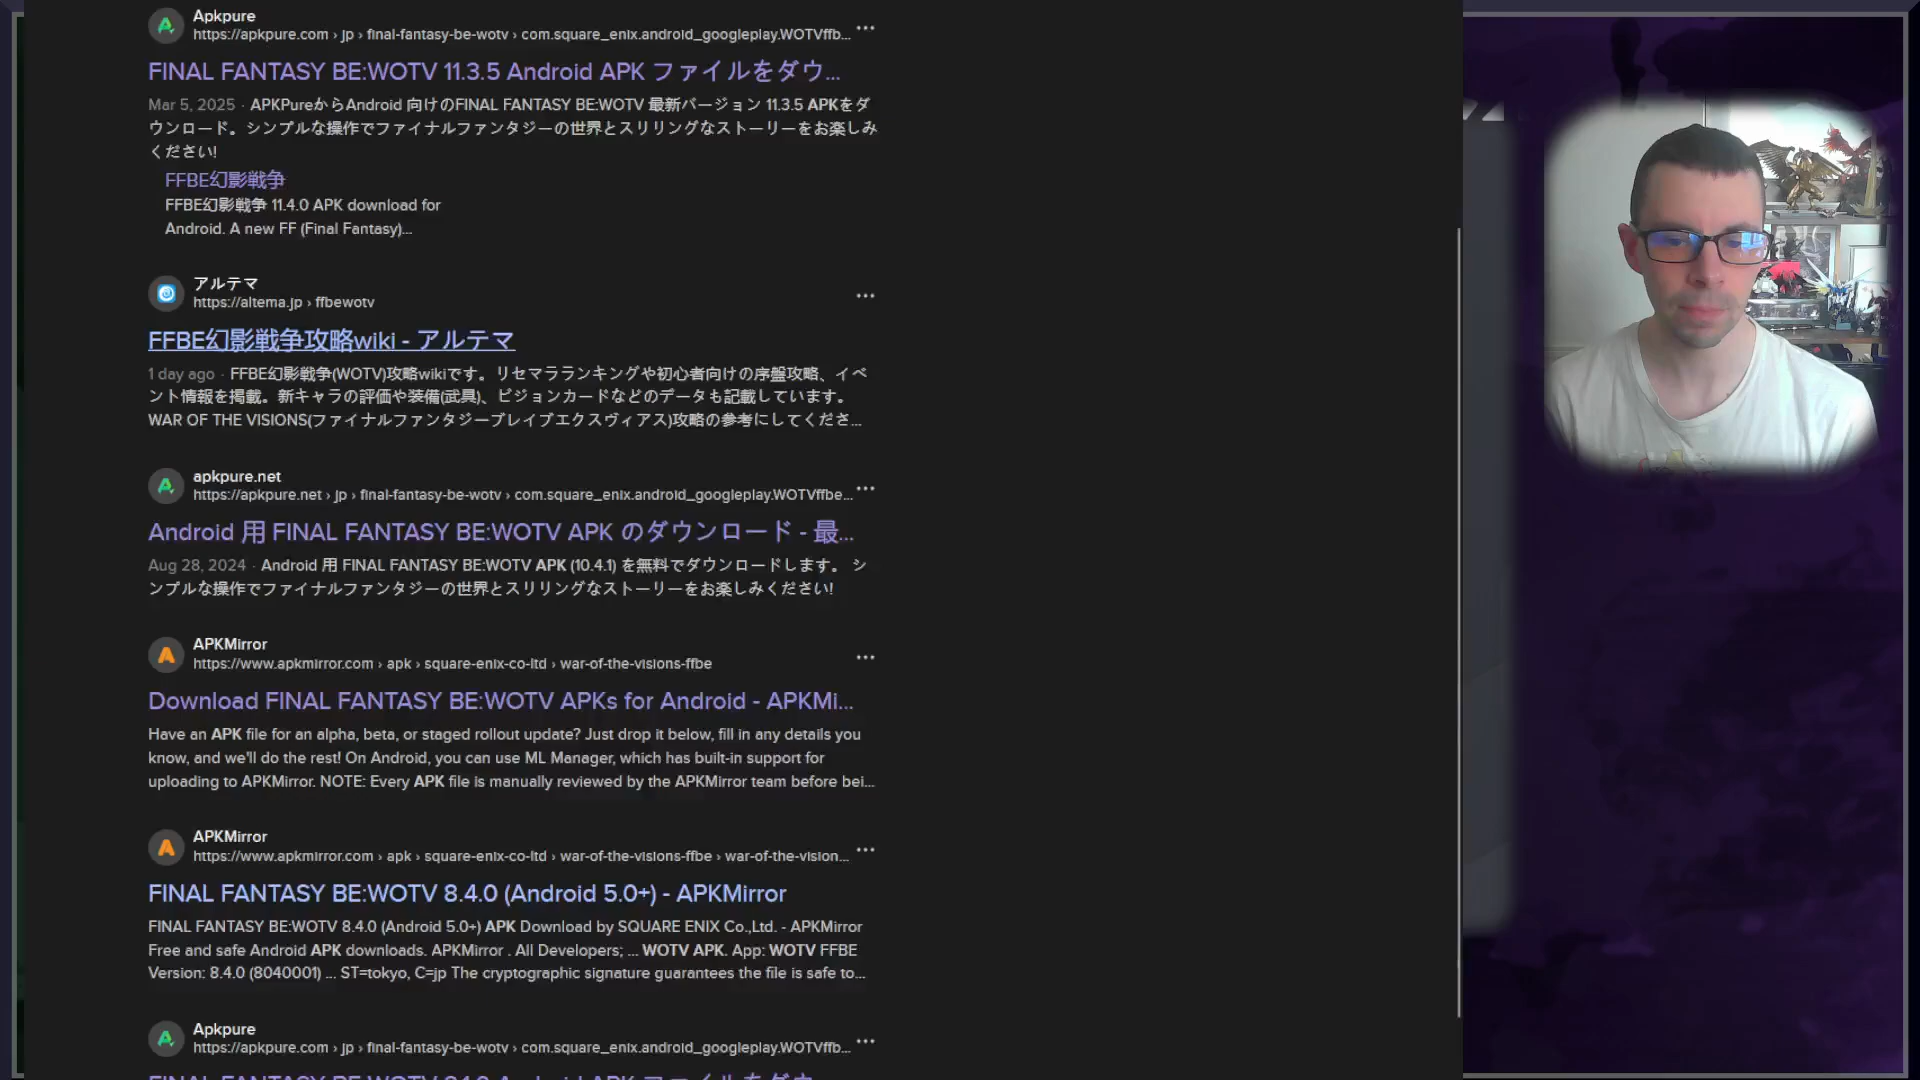 Apkpure
https://apkpure.com › jp › final-fantasy-be-wotv › com.square_enix.android_googleplay.WOTVffb...
FINAL FANTASY BE:WOTV 11.3.5 Android APK ファイルをダウ...
Mar 5, 2025 · APKPureからAndroid 向けのFINAL FANTASY BE:WOTV 最新バージョン 11.3.5 APKをダ
ウンロード。シンプルな操作でファイナルファンタジーの世界とスリリングなストーリーをお楽しみ
ください!
FFBE幻影戦争
FFBE幻影戦争 11.4.0 APK download for
Android. A new FF (Final Fantasy)...
アルテマ
https://altema.jp › ffbewotv
FFBE幻影戦争攻略wiki - アルテマ
1 day ago · FFBE幻影戦争(WOTV)攻略wikiです。リセマラランキングや初心者向けの序盤攻略、イベ
ント情報を掲載。新キャラの評価や装備(武具)、ビジョンカードなどのデータも記載しています。
WAR OF THE VISIONS(ファイナルファンタジーブレイブエクスヴィアス)攻略の参考にしてくださ...
apkpure.net
https://apkpure.net › jp › final-fantasy-be-wotv › com.square_enix.android_googleplay.WOTVffbe...
Android 用 FINAL FANTASY BE:WOTV APK のダウンロード - 最...
Aug 28, 2024 · Android 用 FINAL FANTASY BE:WOTV APK (10.4.1) を無料でダウンロードします。 シ
ンプルな操作でファイナルファンタジーの世界とスリリングなストーリーをお楽しみください!
APKMirror
https://www.apkmirror.com › apk › square-enix-co-ltd › war-of-the-visions-ffbe
Download FINAL FANTASY BE:WOTV APKs for Android - APKMi...
Have an APK file for an alpha, beta, or staged rollout update? Just drop it below, fill in any details you
know, and we'll do the rest! On Android, you can use ML Manager, which has built-in support for
uploading to APKMirror. NOTE: Every APK file is manually reviewed by the APKMirror team before bei...
APKMirror
https://www.apkmirror.com › apk › square-enix-co-ltd › war-of-the-visions-ffbe › war-of-the-vision...
FINAL FANTASY BE:WOTV 8.4.0 (Android 5.0+) - APKMirror
FINAL FANTASY BE:WOTV 8.4.0 (Android 5.0+) APK Download by SQUARE ENIX Co.,Ltd. - APKMirror
Free and safe Android APK downloads. APKMirror . All Developers; ... WOTV APK. App: WOTV FFBE
Version: 8.4.0 (8040001) ... ST=tokyo, C=jp The cryptographic signature guarantees the file is safe to...
Apkpure
https://apkpure.com › jp › final-fantasy-be-wotv › com.square_enix.android_googleplay.WOTVffb...
FINAL FANTASY BE:WOTV Android APK ファイルをダウ...